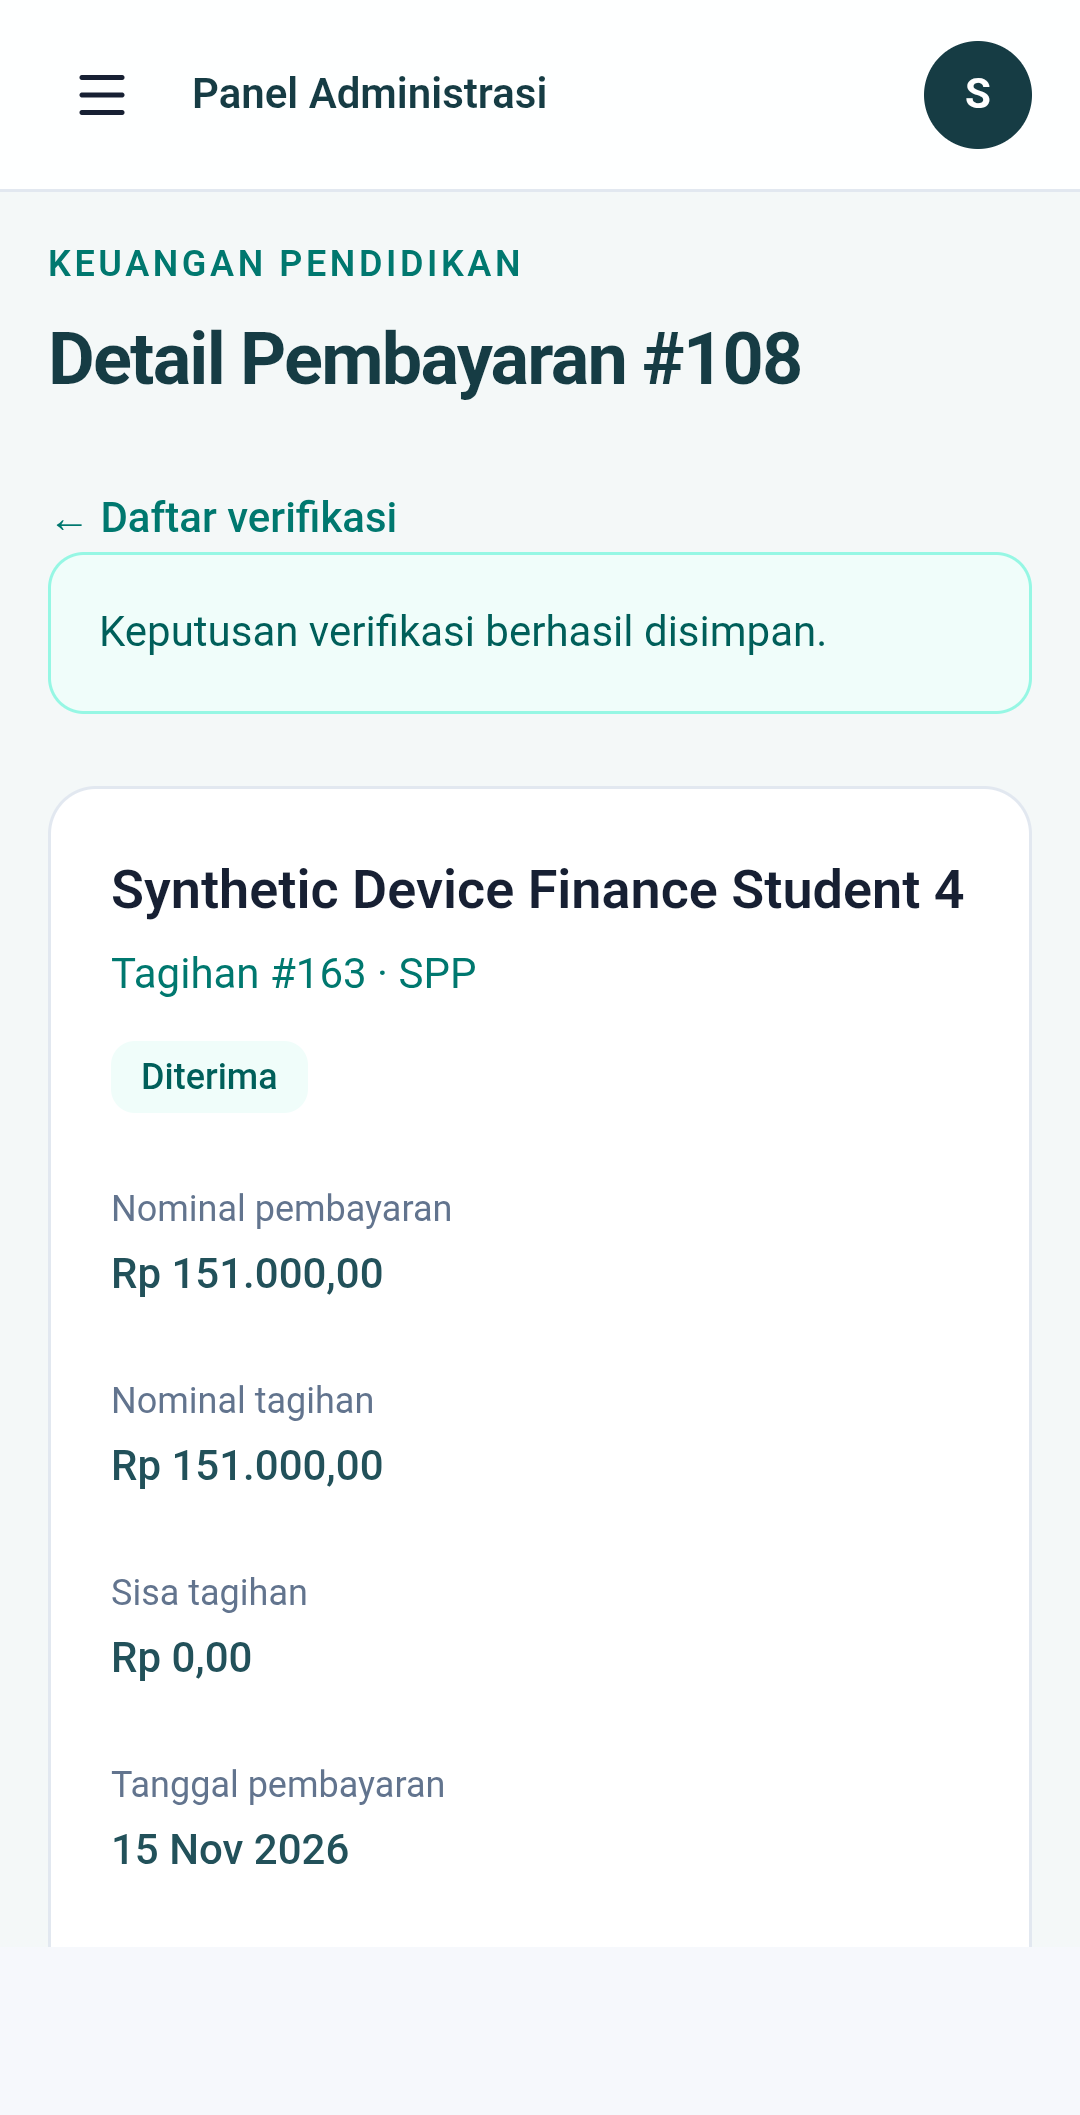 Panel Administrasi
S
KEUANGAN PENDIDIKAN
Detail Pembayaran #108
← Daftar verifikasi
Keputusan verifikasi berhasil disimpan.
Synthetic Device Finance Student 4
Tagihan #163 · SPP
Diterima
Nominal pembayaran
Rp 151.000,00
Nominal tagihan
Rp 151.000,00
Sisa tagihan
Rp 0,00
Tanggal pembayaran
15 Nov 2026